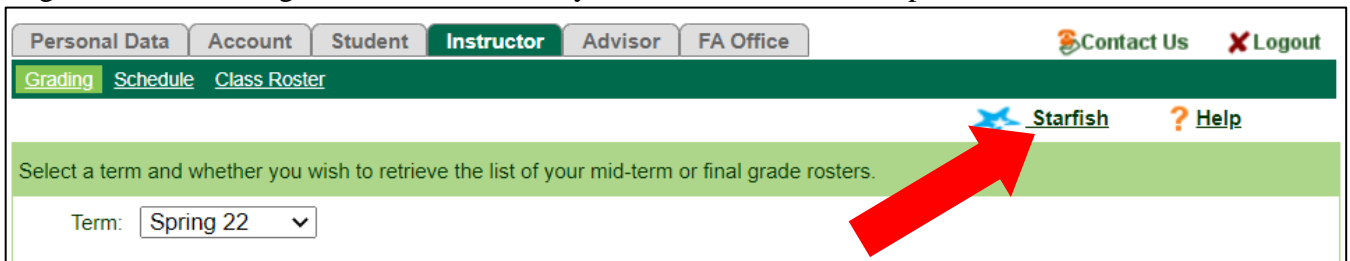 Personal Data Account Student Instructor Advisor FA Office Contact Us Logout
Grading Schedule Class Roster
Starfish ? Help
Select a term and whether you wish to retrieve the list of your mid-term or final grade rosters.
Term: Spring 22